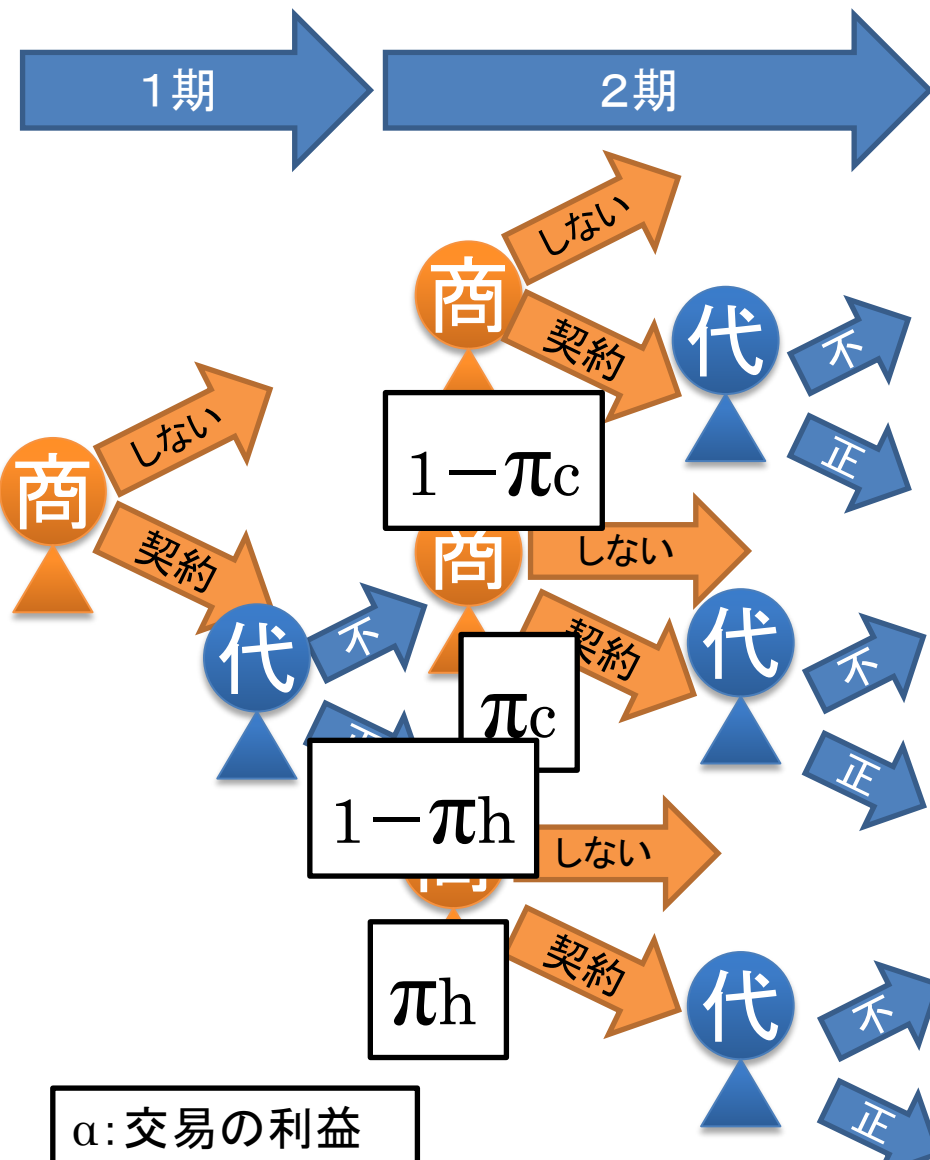 １期
２期
しない
商
契約
代
不
正
1－πc
しない
商
しない
商
契約
契約
代
不
代
不
正
πc
正
1－πh
しない
πh
契約
代
不
正
α：交易の利益